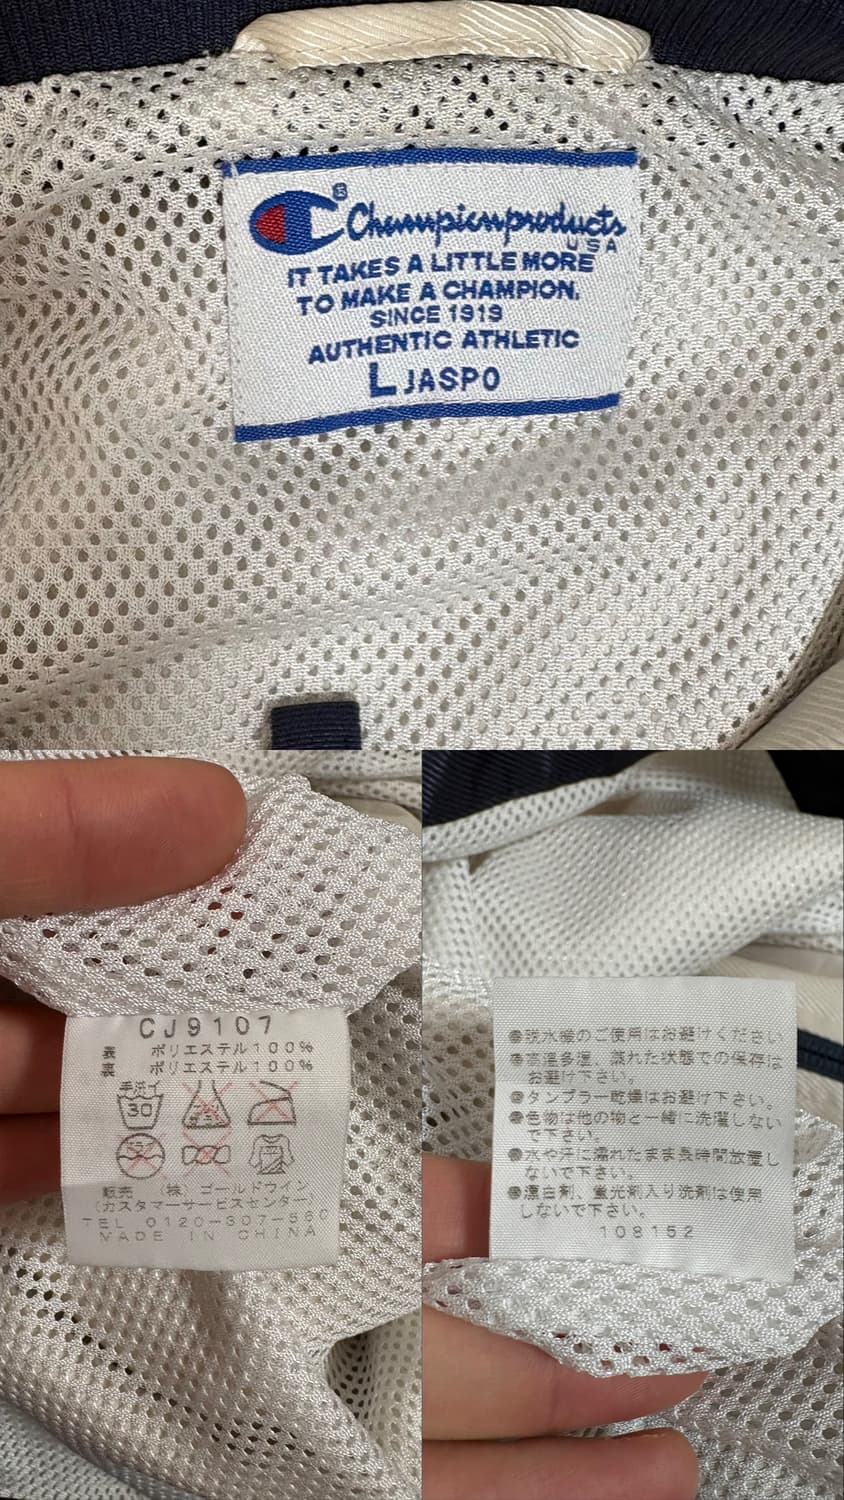 Championproducts
USA
IT TAKES A LITTLE MORE
TO MAKE A CHAMPION.
SINCE 1919
AUTHENTIC ATHLETIC
L JASPO
CJ9107
表 ポリエステル100%
裏 ポリエステル100%
手洗イ
30
販売 (株)ゴールドウイン
(カスタマーサービスセンター)
TEL 0120-307-560
MADE IN CHINA
●脱水機のご使用はお避けください
●高温多湿、濡れた状態での保存は
お避け下さい。
●タンブラー乾燥はお避け下さい。
●色物は他の物と一緒に洗濯しない
で下さい。
●水や汗に濡れたまま長時間放置し
ないで下さい。
●漂白剤、蛍光剤入り洗剤は使用
しないで下さい。
108152